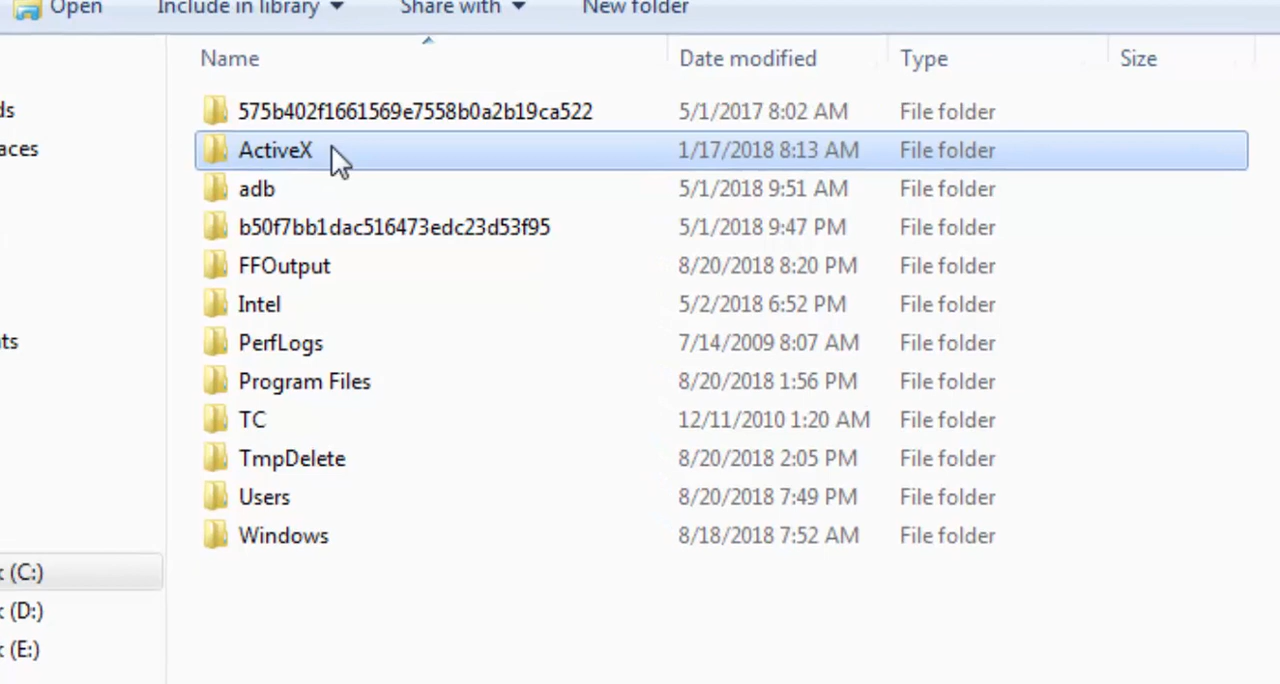 Open Include in library Share with New folder
Name Date modified Type Size
575b402f1661569e7558b0a2b19ca522 5/1/2017 8:02 AM File folder
ds
ActiveX 1/17/2018 8:13 AM File folder
aces
adb 5/1/2018 9:51 AM File folder
b50f7bb1dac516473edc23d53f95 5/1/2018 9:47 PM File folder
FFOutput 8/20/2018 8:20 PM File folder
Intel 5/2/2018 6:52 PM File folder
PerfLogs 7/14/2009 8:07 AM File folder
ts
Program Files 8/20/2018 1:56 PM File folder
TC 12/11/2010 1:20 AM File folder
TmpDelete 8/20/2018 2:05 PM File folder
Users 8/20/2018 7:49 PM File folder
Windows 8/18/2018 7:52 AM File folder
(C:)
(D:)
(E:)